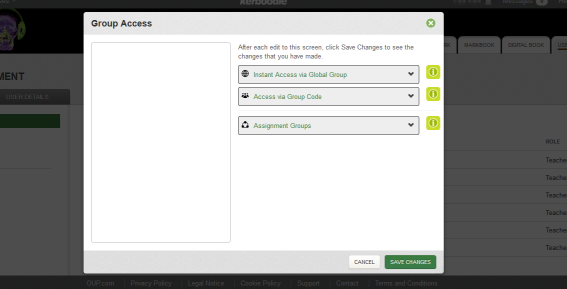 kerboodle
Messages
MARKBOOK
DIGITAL BOOK
MENT
USER DETAILS
Group Access
After each edit to this screen, click Save Changes to see the
changes that you have made.
Instant Access via Global Group
Access via Group Code
Assignment Groups
ROLE
Teache
Teache
Teache
Teache
Teache
Teache
CANCEL
SAVE CHANGES
OUP.com
Privacy Policy
Legal Notice
Cookie Policy
Support
Contact
Terms and Conditions